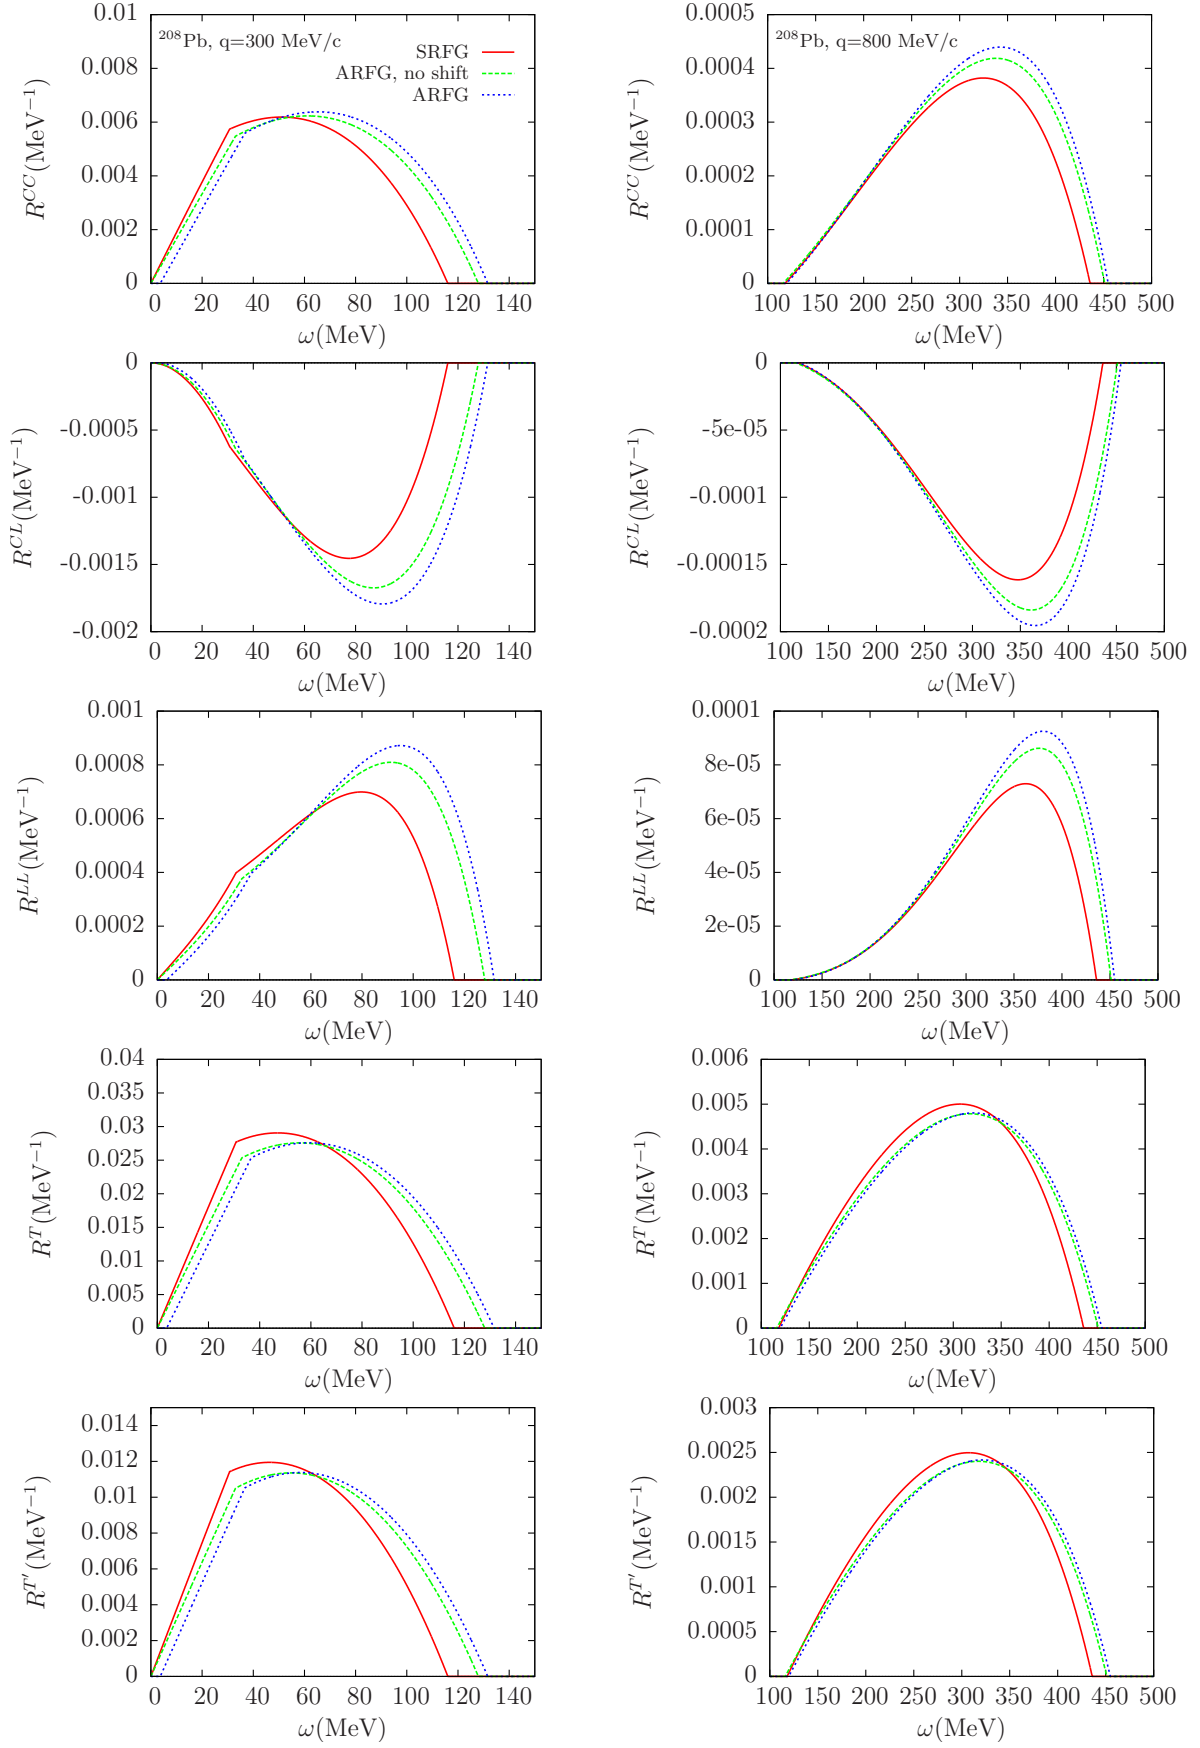 0.01
0.008
0.006
0.004
0.002
0
R^{CC}(MeV^{−1})
²⁰⁸Pb, q=300 MeV/c
SRFG
ARFG, no shift
ARFG
0 20 40 60 80 100 120 140
ω(MeV)
0.0005
0.0004
0.0003
0.0002
0.0001
0
R^{CC}(MeV^{−1})
²⁰⁸Pb, q=800 MeV/c
100 150 200 250 300 350 400 450 500
ω(MeV)
0
-0.0005
-0.001
-0.0015
-0.002
R^{CL}(MeV^{−1})
0 20 40 60 80 100 120 140
ω(MeV)
0
-5e-05
-0.0001
-0.00015
-0.0002
R^{CL}(MeV^{−1})
100 150 200 250 300 350 400 450 500
ω(MeV)
0.001
0.0008
0.0006
0.0004
0.0002
0
R^{LL}(MeV^{−1})
0 20 40 60 80 100 120 140
ω(MeV)
0.0001
8e-05
6e-05
4e-05
2e-05
0
R^{LL}(MeV^{−1})
100 150 200 250 300 350 400 450 500
ω(MeV)
0.04
0.035
0.03
0.025
0.02
0.015
0.01
0.005
0
R^{T}(MeV^{−1})
0 20 40 60 80 100 120 140
ω(MeV)
0.006
0.005
0.004
0.003
0.002
0.001
0
R^{T}(MeV^{−1})
100 150 200 250 300 350 400 450 500
ω(MeV)
0.014
0.012
0.01
0.008
0.006
0.004
0.002
0
R^{T′}(MeV^{−1})
0 20 40 60 80 100 120 140
ω(MeV)
0.003
0.0025
0.002
0.0015
0.001
0.0005
0
R^{T′}(MeV^{−1})
100 150 200 250 300 350 400 450 500
ω(MeV)